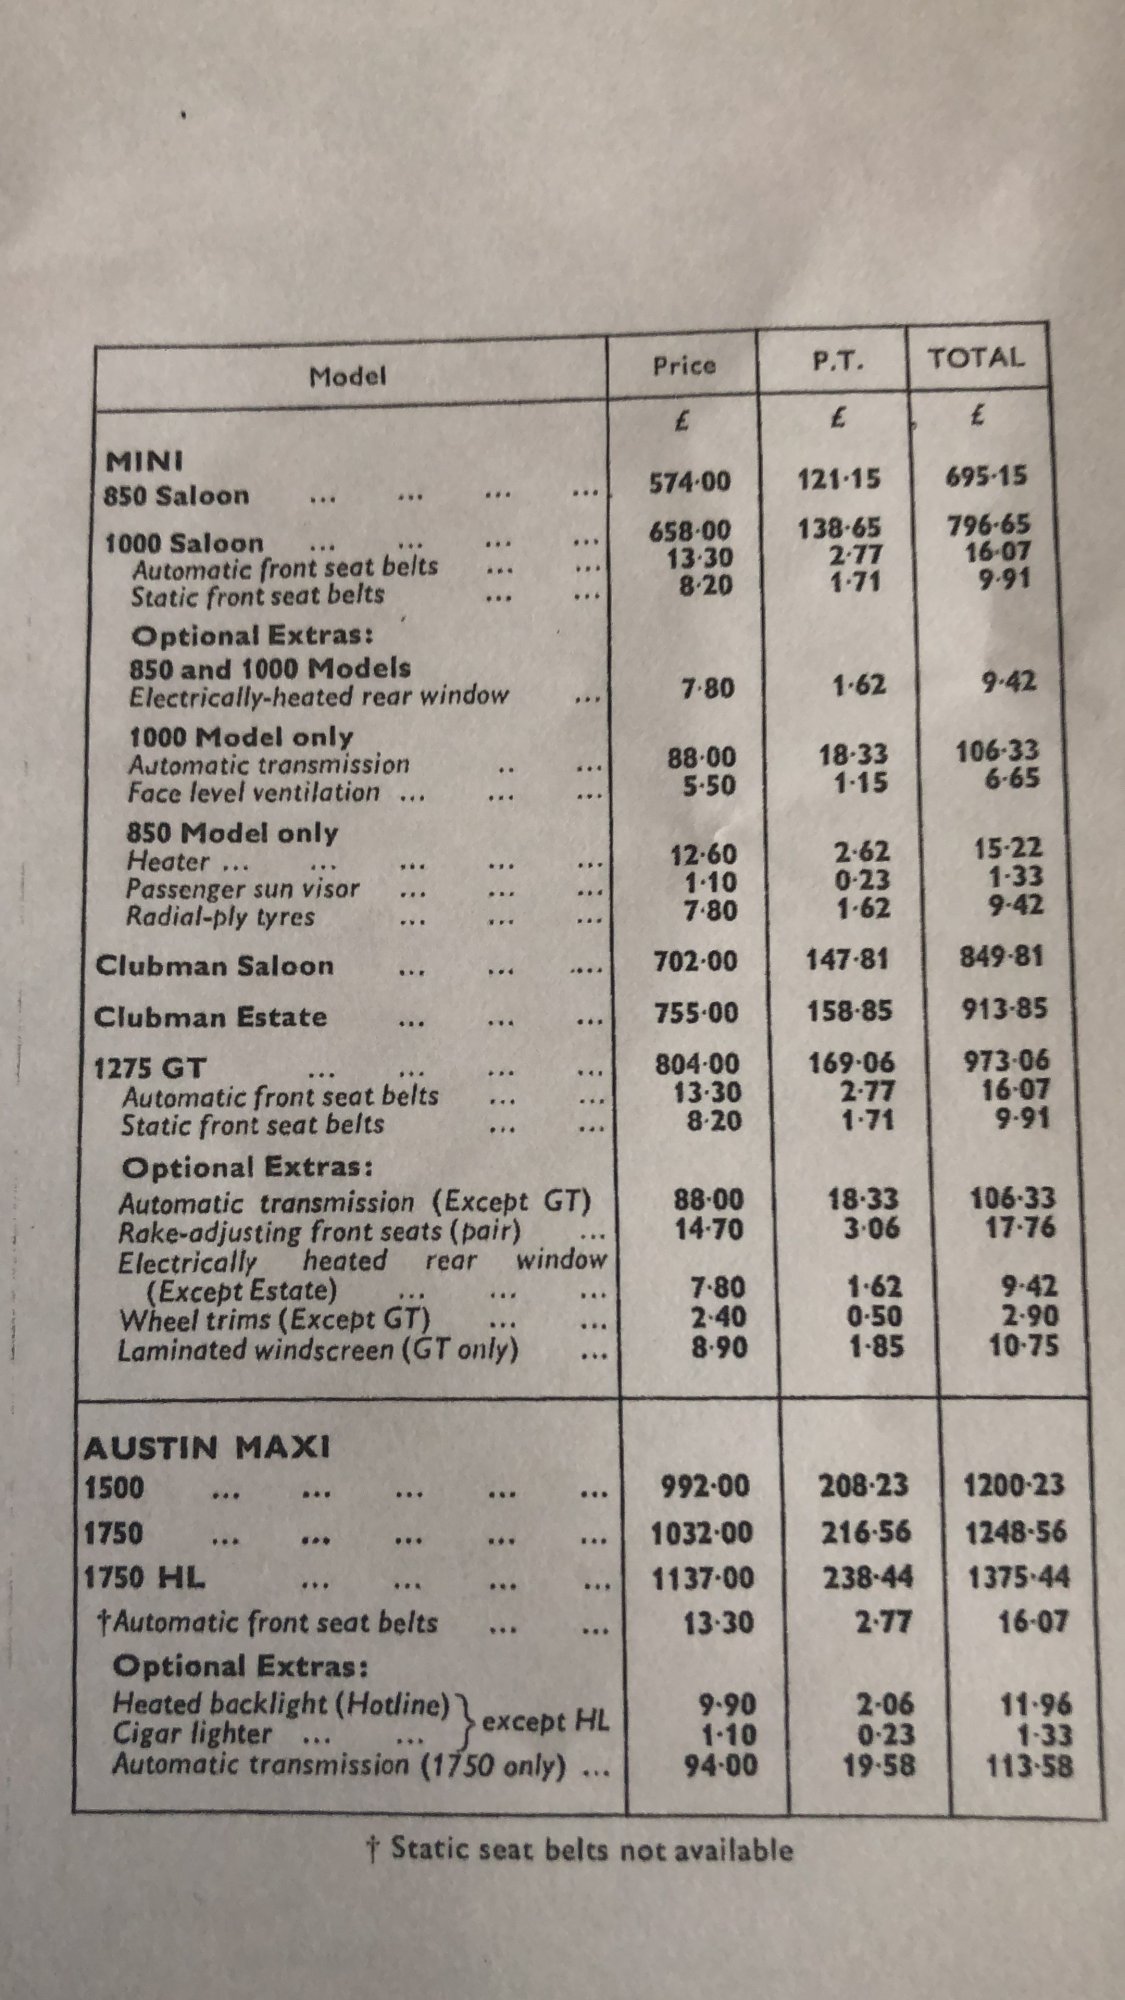 Model Price P.T. TOTAL
£ £ £
MINI
850 Saloon ... ... ... ... 574·00 121·15 695·15
1000 Saloon ... ... ... ... 658·00 138·65 796·65
Automatic front seat belts ... ... 13·30 2·77 16·07
Static front seat belts ... ... 8·20 1·71 9·91
Optional Extras:
850 and 1000 Models
Electrically-heated rear window ... 7·80 1·62 9·42
1000 Model only
Automatic transmission .. ... 88·00 18·33 106·33
Face level ventilation ... ... ... 5·50 1·15 6·65
850 Model only
Heater ... ... ... ... ... 12·60 2·62 15·22
Passenger sun visor ... ... ... 1·10 0·23 1·33
Radial-ply tyres ... ... ... 7·80 1·62 9·42
Clubman Saloon ... ... .... 702·00 147·81 849·81
Clubman Estate ... ... ... 755·00 158·85 913·85
1275 GT ... ... ... ... 804·00 169·06 973·06
Automatic front seat belts ... ... 13·30 2·77 16·07
Static front seat belts ... ... 8·20 1·71 9·91
Optional Extras:
Automatic transmission (Except GT) 88·00 18·33 106·33
Rake-adjusting front seats (pair) ... 14·70 3·06 17·76
Electrically heated rear window
(Except Estate) ... ... ... 7·80 1·62 9·42
Wheel trims (Except GT) ... ... 2·40 0·50 2·90
Laminated windscreen (GT only) ... 8·90 1·85 10·75
AUSTIN MAXI
1500 ... ... ... ... ... 992·00 208·23 1200·23
1750 ... ... ... ... ... 1032·00 216·56 1248·56
1750 HL ... ... ... ... 1137·00 238·44 1375·44
†Automatic front seat belts ... ... 13·30 2·77 16·07
Optional Extras:
Heated backlight (Hotline) } except HL 9·90 2·06 11·96
Cigar lighter ... ... 1·10 0·23 1·33
Automatic transmission (1750 only) ... 94·00 19·58 113·58
† Static seat belts not available